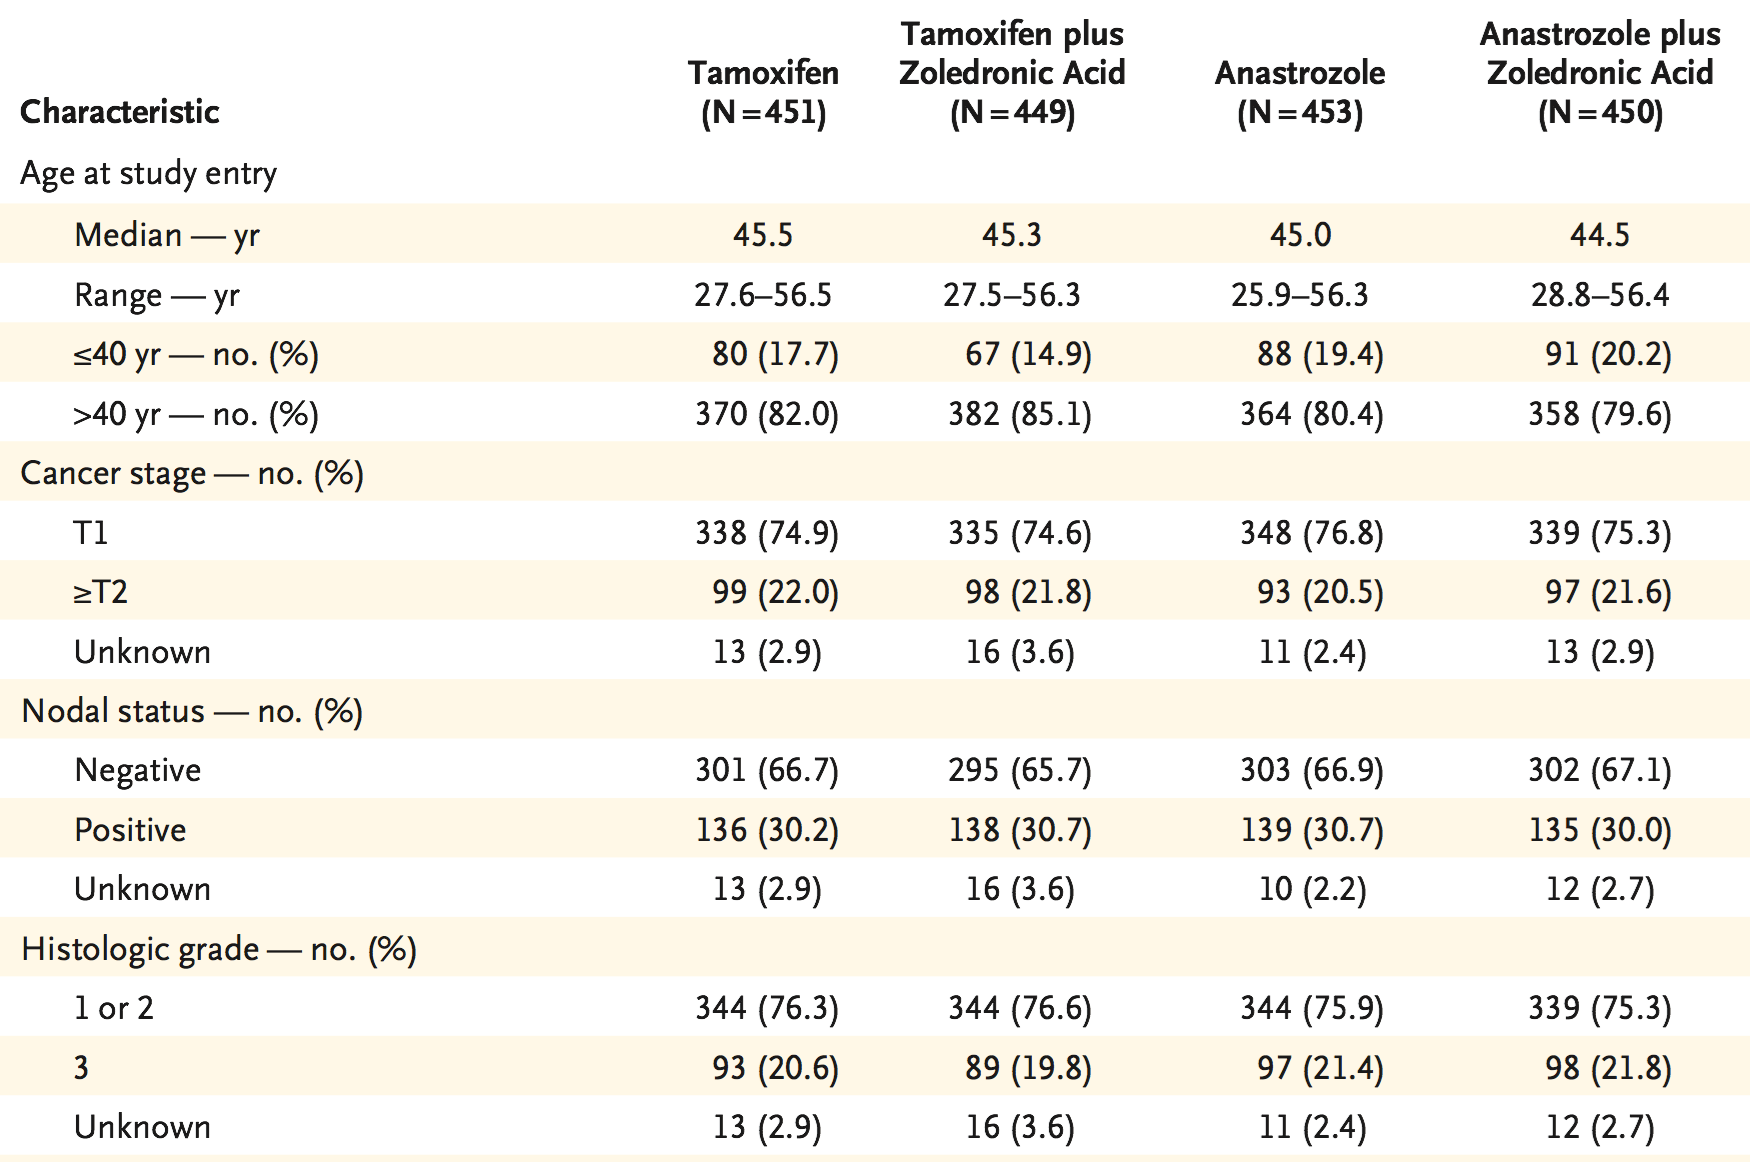 Characteristic Tamoxifen (N=451) Tamoxifen plus Zoledronic Acid (N=449) Anastrozole (N=453) Anastrozole plus Zoledronic Acid (N=450)
Age at study entry
Median — yr 45.5 45.3 45.0 44.5
Range — yr 27.6–56.5 27.5–56.3 25.9–56.3 28.8–56.4
≤40 yr — no. (%) 80 (17.7) 67 (14.9) 88 (19.4) 91 (20.2)
>40 yr — no. (%) 370 (82.0) 382 (85.1) 364 (80.4) 358 (79.6)
Cancer stage — no. (%)
T1 338 (74.9) 335 (74.6) 348 (76.8) 339 (75.3)
≥T2 99 (22.0) 98 (21.8) 93 (20.5) 97 (21.6)
Unknown 13 (2.9) 16 (3.6) 11 (2.4) 13 (2.9)
Nodal status — no. (%)
Negative 301 (66.7) 295 (65.7) 303 (66.9) 302 (67.1)
Positive 136 (30.2) 138 (30.7) 139 (30.7) 135 (30.0)
Unknown 13 (2.9) 16 (3.6) 10 (2.2) 12 (2.7)
Histologic grade — no. (%)
1 or 2 344 (76.3) 344 (76.6) 344 (75.9) 339 (75.3)
3 93 (20.6) 89 (19.8) 97 (21.4) 98 (21.8)
Unknown 13 (2.9) 16 (3.6) 11 (2.4) 12 (2.7)